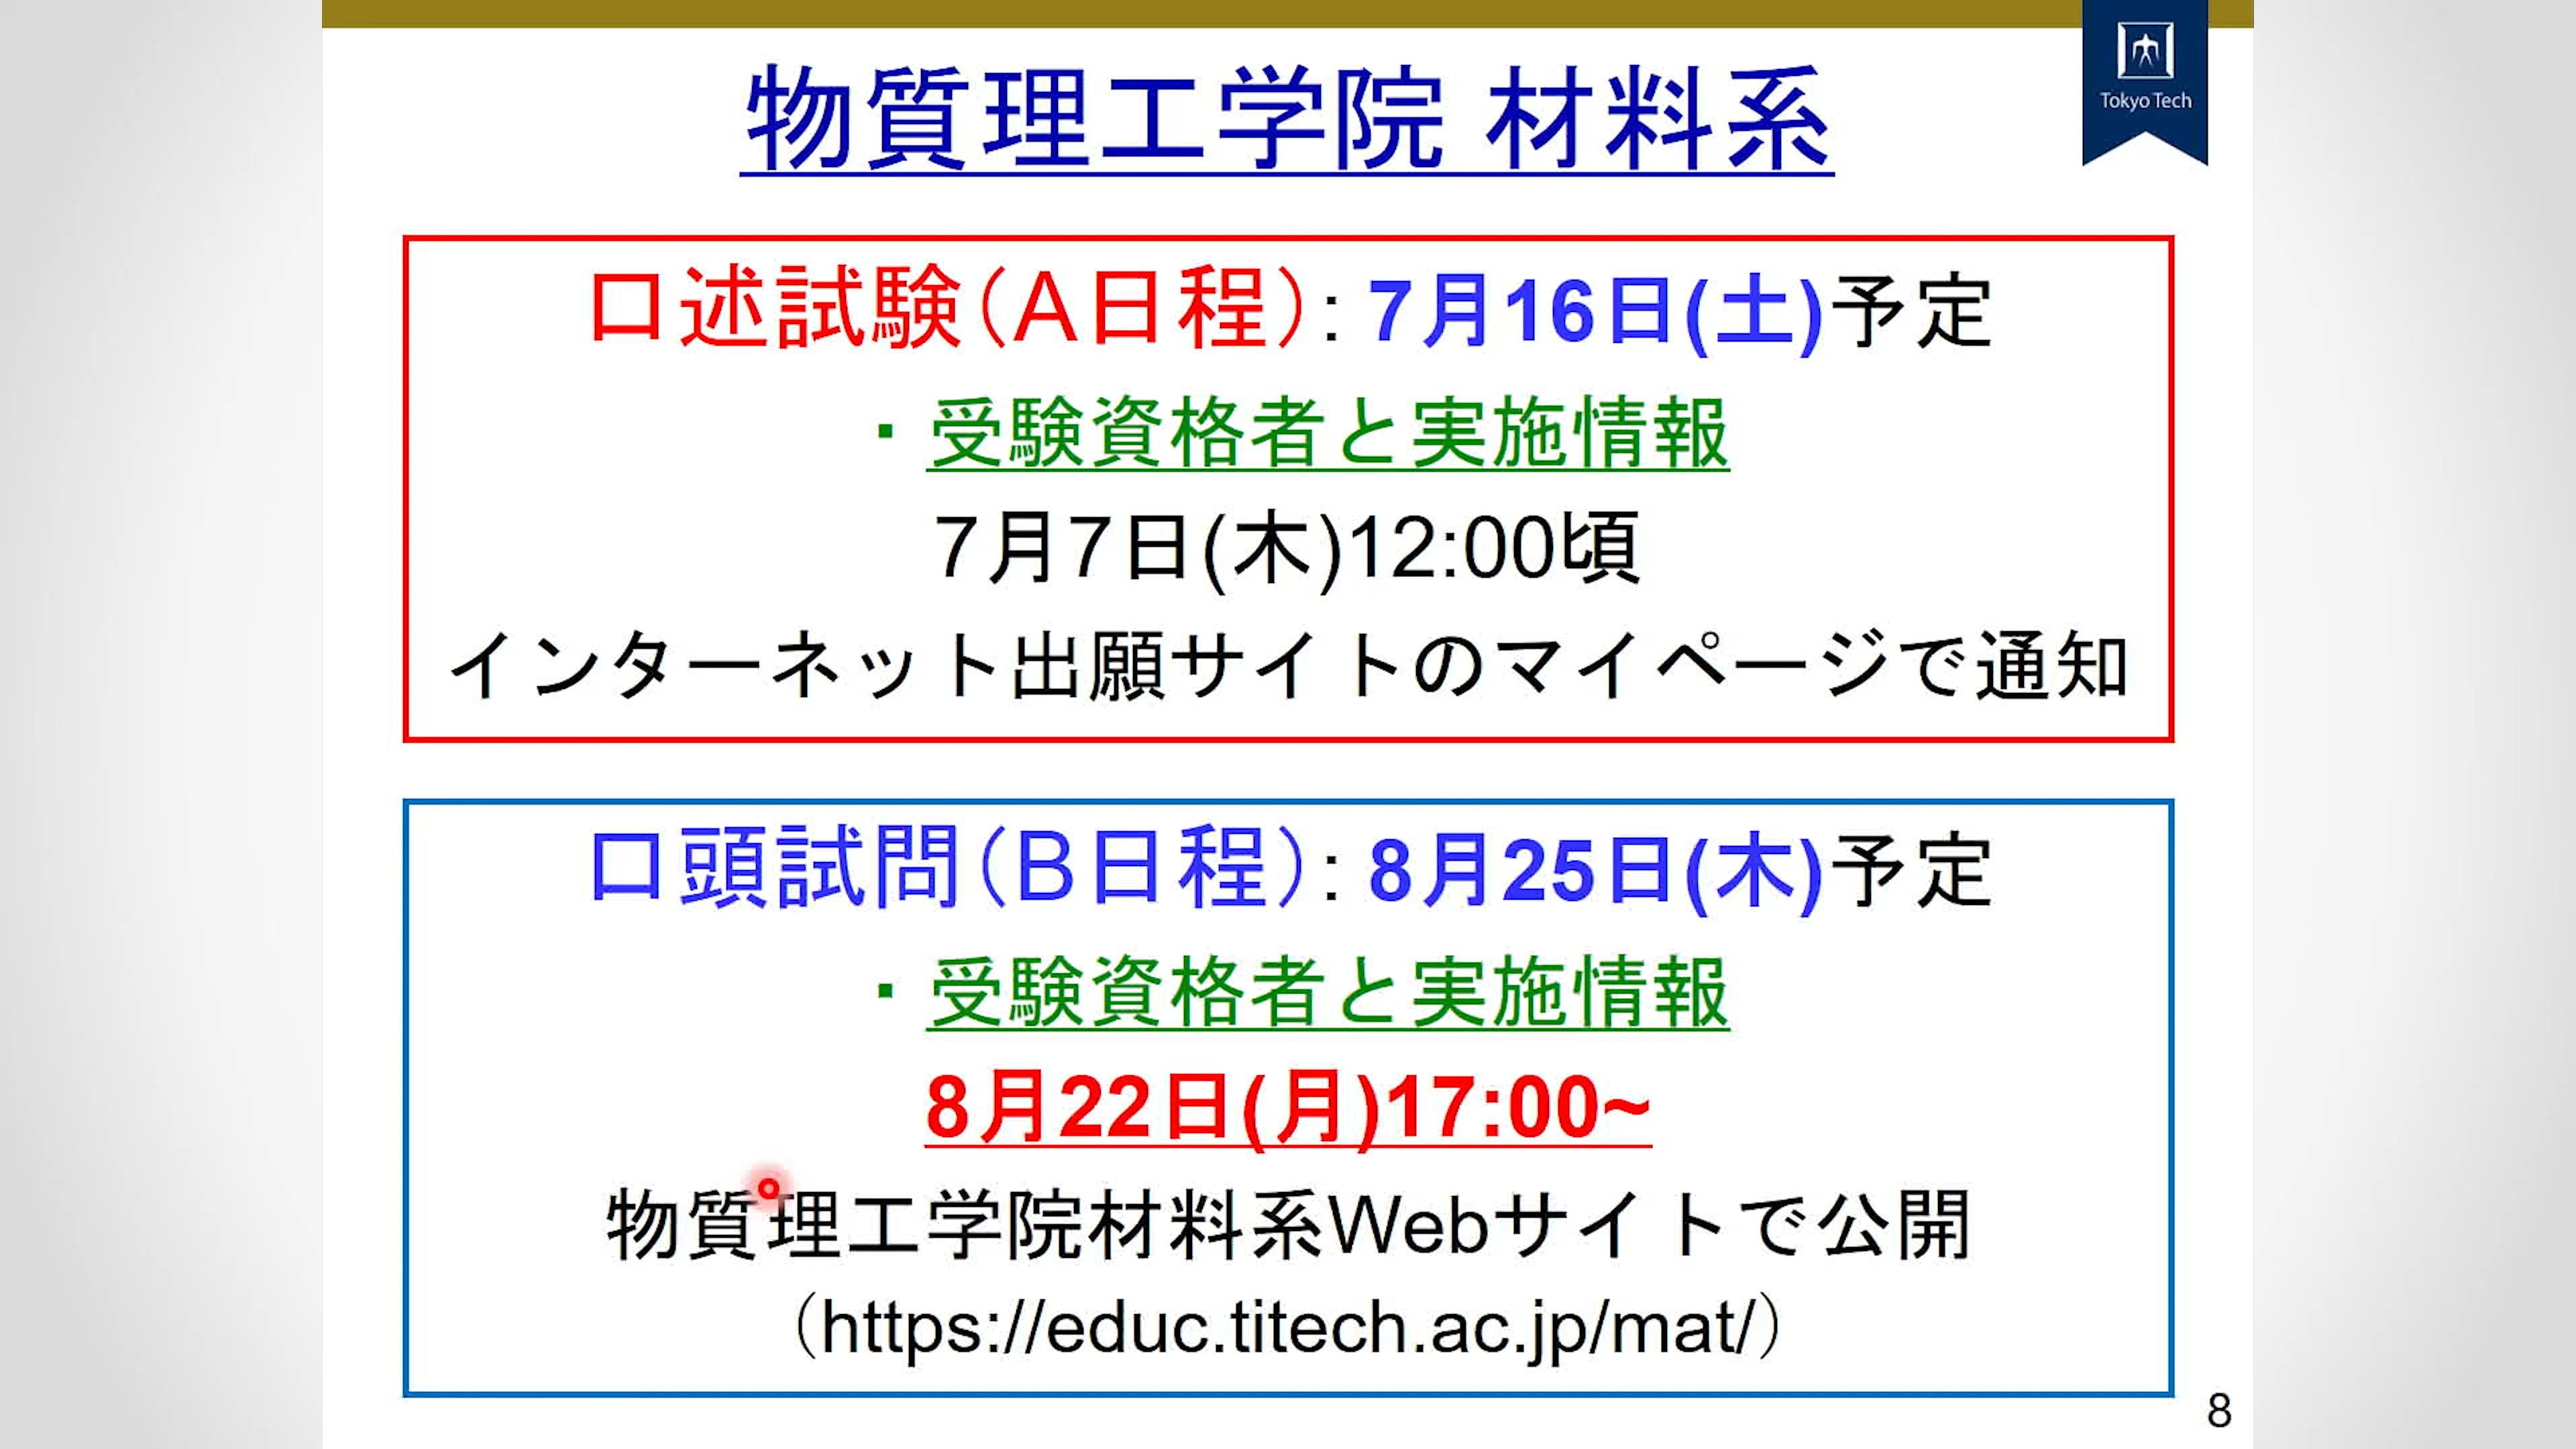 Tokyo Tech
物質理工学院 材料系
口述試験（A日程）: 7月16日(土)予定
・受験資格者と実施情報
7月7日(木)12:00頃
インターネット出願サイトのマイページで通知
口頭試問（B日程）: 8月25日(木)予定
・受験資格者と実施情報
8月22日(月)17:00~
物質理工学院材料系Webサイトで公開
（https://educ.titech.ac.jp/mat/）
8